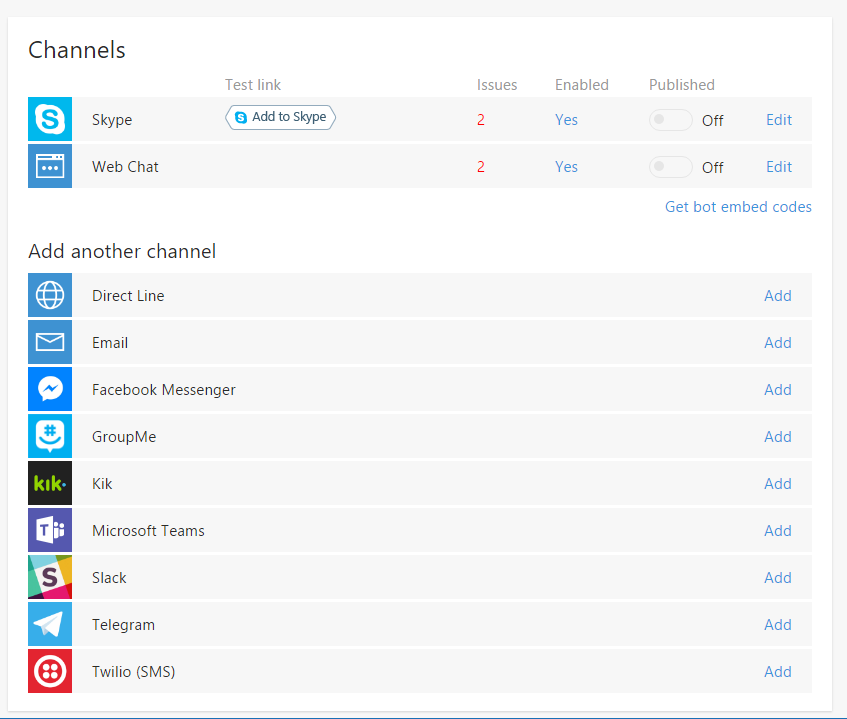 Channels
Test link Issues Enabled Published
Skype Add to Skype 2 Yes Off Edit
Web Chat 2 Yes Off Edit
Get bot embed codes
Add another channel
Direct Line Add
Email Add
Facebook Messenger Add
GroupMe Add
kik. Kik Add
T Microsoft Teams Add
S Slack Add
Telegram Add
Twilio (SMS) Add